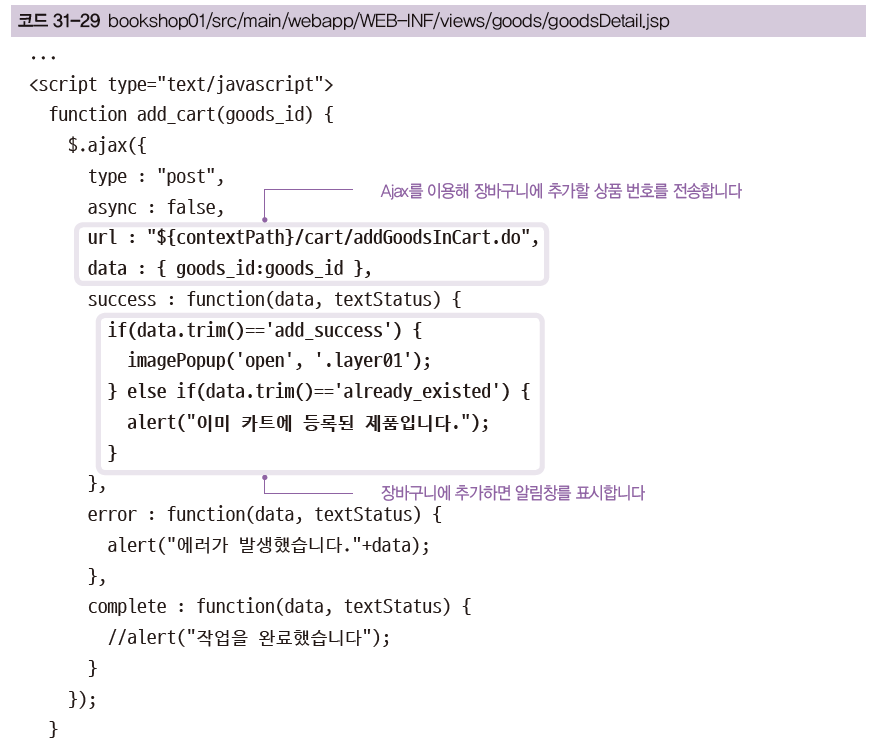 코드 31-29 bookshop01/src/main/webapp/WEB-INF/views/goods/goodsDetail.jsp
...
<script type="text/javascript">
function add_cart(goods_id) {
$.ajax({
type : "post",
Ajax를 이용해 장바구니에 추가할 상품 번호를 전송합니다
async : false,
url : "${contextPath}/cart/addGoodsInCart.do",
data : { goods_id:goods_id },
success : function(data, textStatus) {
if(data.trim()=='add_success') {
imagePopup('open', '.layer01');
} else if(data.trim()=='already_existed') {
alert("이미 카트에 등록된 제품입니다.");
}
},
장바구니에 추가하면 알림창를 표시합니다
error : function(data, textStatus) {
alert("에러가 발생했습니다."+data);
},
complete : function(data, textStatus) {
//alert("작업을 완료했습니다");
}
});
}